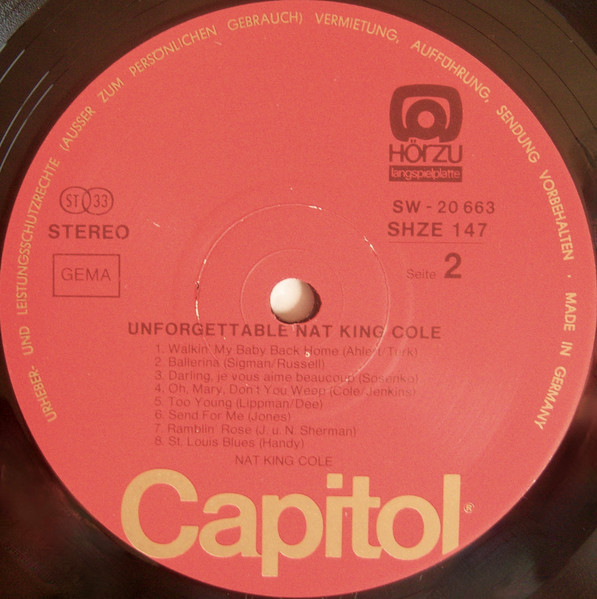 URHEBER- UND LEISTUNGSSCHUTZRECHTE (AUSSER ZUM PERSÖNLICHEN GEBRAUCH) VERMIETUNG, AUFFÜHRUNG, SENDUNG VORBEHALTEN · MADE IN GERMANY
HÖRZU
langspielplatte
ST 33
STEREO
GEMA
SW - 20 663
SHZE 147
Seite 2
UNFORGETTABLE NAT KING COLE
1. Walkin' My Baby Back Home (Ahlert/Turk)
2. Ballerina (Sigman/Russell)
3. Darling, je vous aime beaucoup (Sosenko)
4. Oh, Mary, Don't You Weep (Cole/Jenkins)
5. Too Young (Lippman/Dee)
6. Send For Me (Jones)
7. Ramblin' Rose (J. u. N. Sherman)
8. St. Louis Blues (Handy)
NAT KING COLE
Capitol®